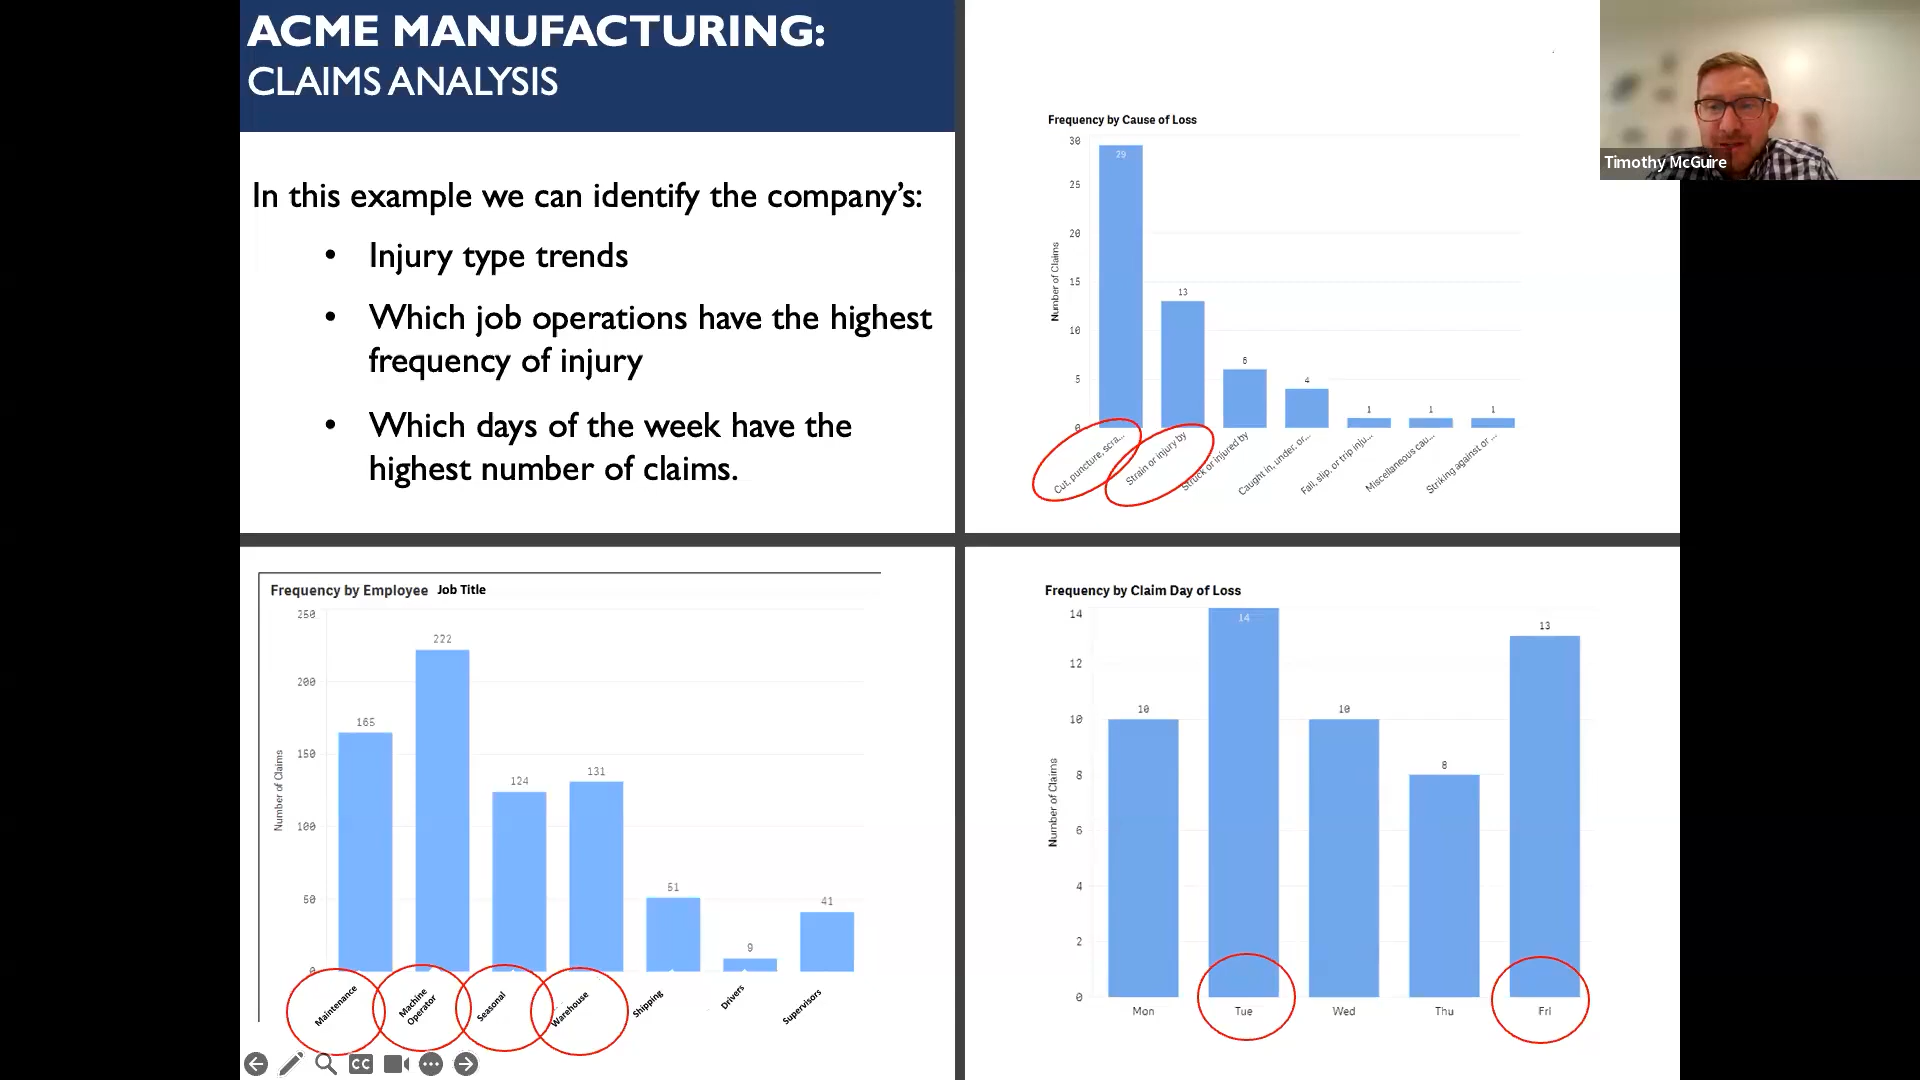 ACME MANUFACTURING:
CLAIMS ANALYSIS
In this example we can identify the company's:
• Injury type trends
• Which job operations have the highest
frequency of injury
• Which days of the week have the
highest number of claims.
Frequency by Cause of Loss
Number of Claims
30
25
20
15
10
5
0
29
13
6
4
1
1
1
Cut, puncture, scra...
Strain or injury by
Struck or injured by
Caught in, under, or...
Fall, slip, or trip inju...
Miscellaneous cau...
Striking against or ...
Timothy McGuire
Frequency by Employee Job Title
Number of Claims
250
200
150
100
50
0
165
222
124
131
51
9
41
Maintenance
Machine
Operator
Seasonal
Warehouse
Shipping
Drivers
Supervisors
CC
Frequency by Claim Day of Loss
Number of Claims
14
12
10
8
6
4
2
0
10
14
10
8
13
Mon
Tue
Wed
Thu
Fri